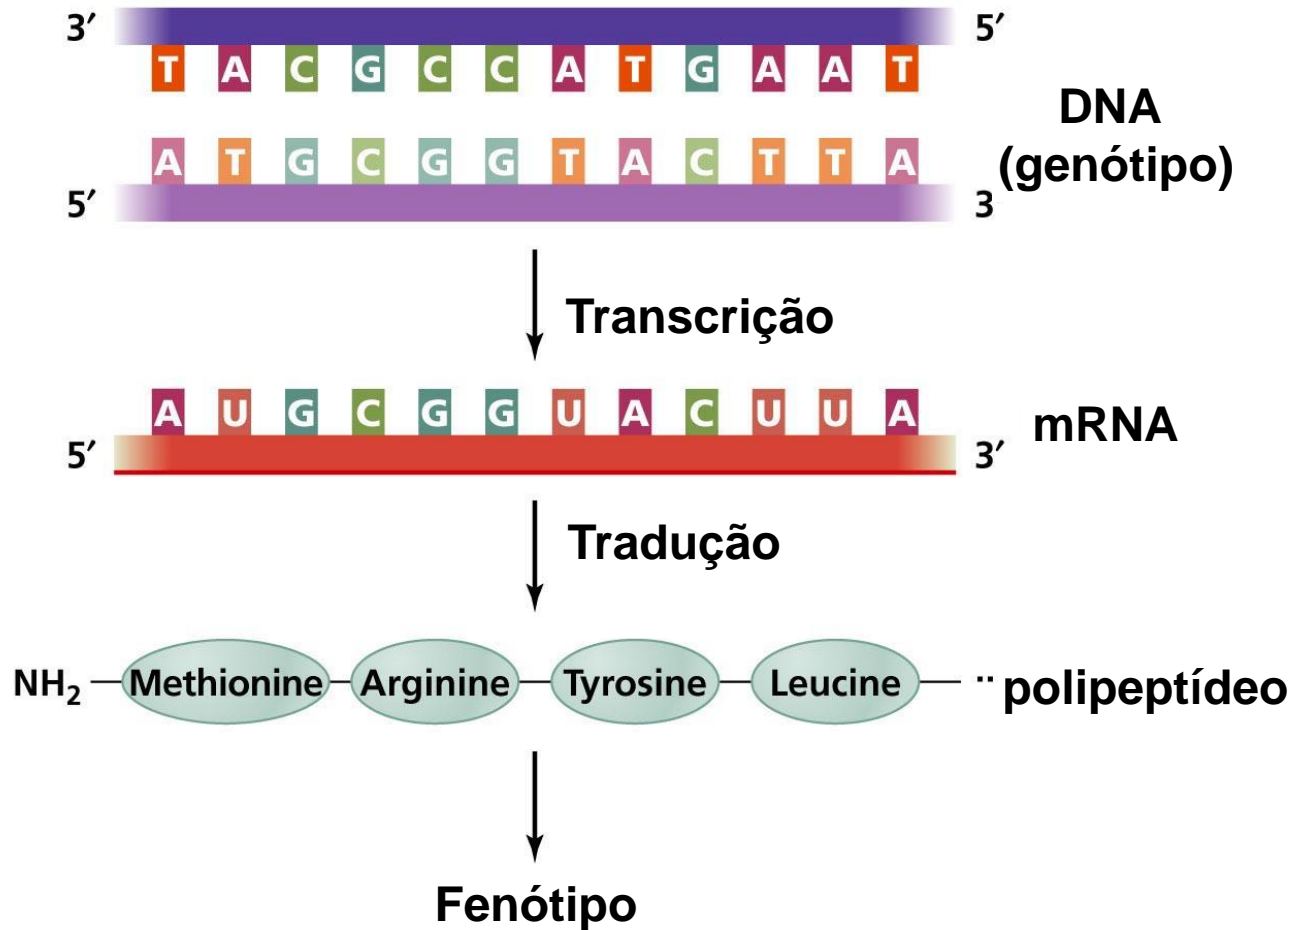 3′ 5′
T A C G C C A T G A A T
DNA
(genótipo)
A T G C G G T A C T T A
5′ 3
Transcrição
A U G C G G U A C U U A
mRNA
5′ 3′
Tradução
NH₂ Methionine Arginine Tyrosine Leucine ·· polipeptídeo
Fenótipo